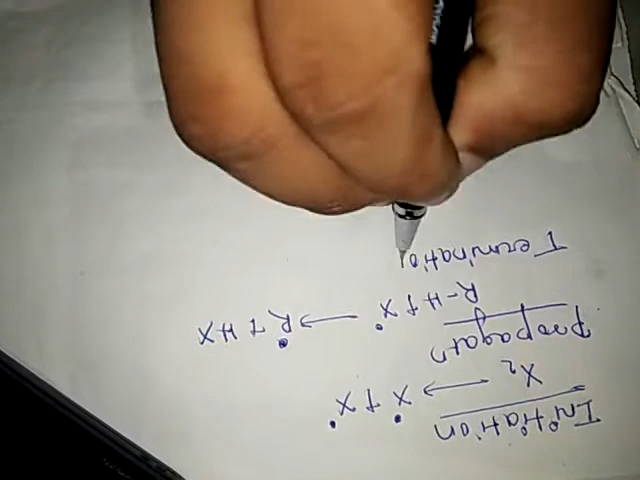 Initiation
X2 → Ẋ + Ẋ
propagatn
R-H + Ẋ → Ṙ + HX
Terminatio